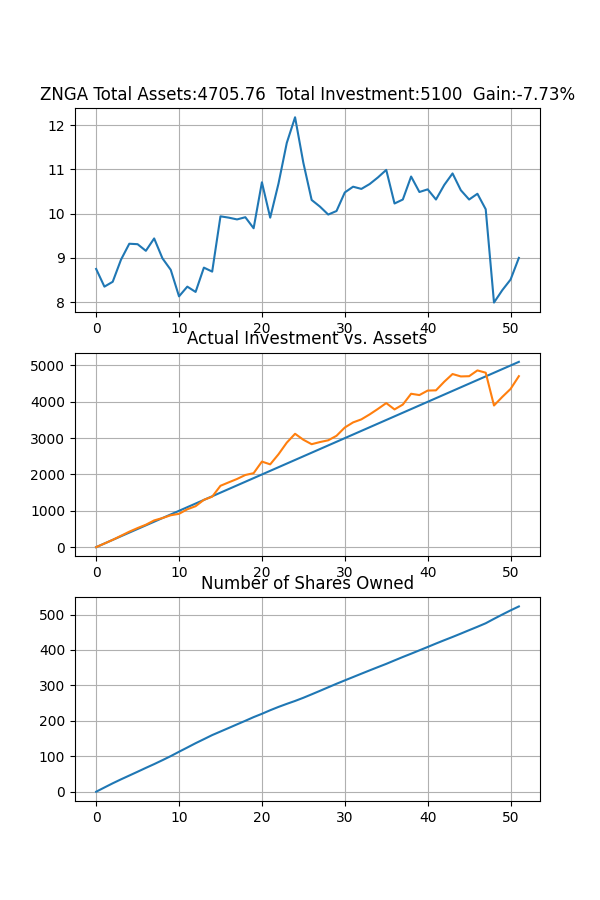 ZNGA Total Assets:4705.76  Total Investment:5100  Gain:-7.73%
12
11
10
9
8
0 10 20 30 40 50
Actual Investment vs. Assets
5000
4000
3000
2000
1000
0
0 10 20 30 40 50
Number of Shares Owned
500
400
300
200
100
0
0 10 20 30 40 50